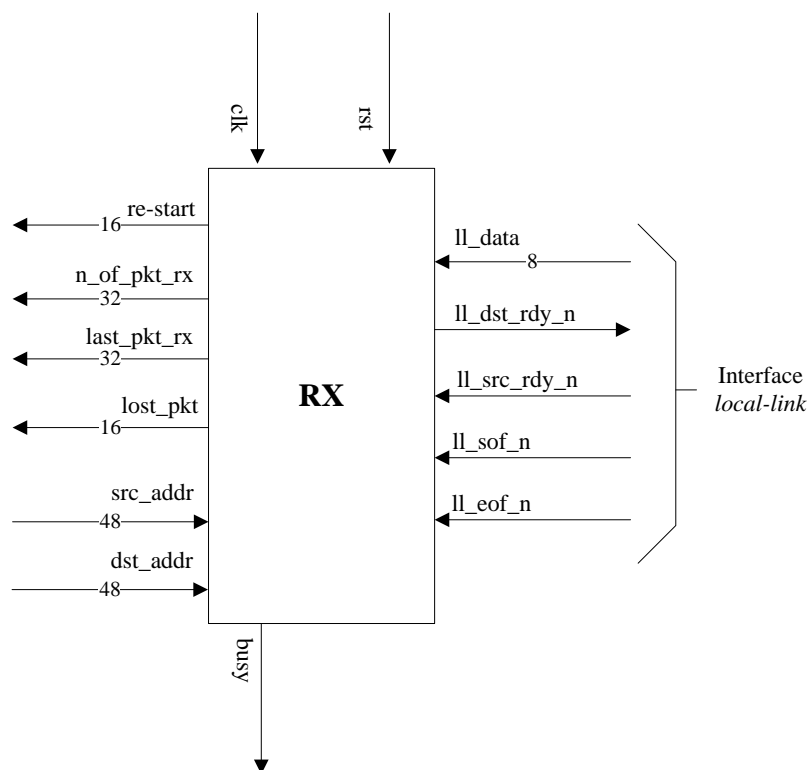 clk
rst
re-start
16
n_of_pkt_rx
32
last_pkt_rx
32
lost_pkt
16
src_addr
48
dst_addr
48
RX
ll_data
8
ll_dst_rdy_n
ll_src_rdy_n
ll_sof_n
ll_eof_n
Interface
local-link
busy